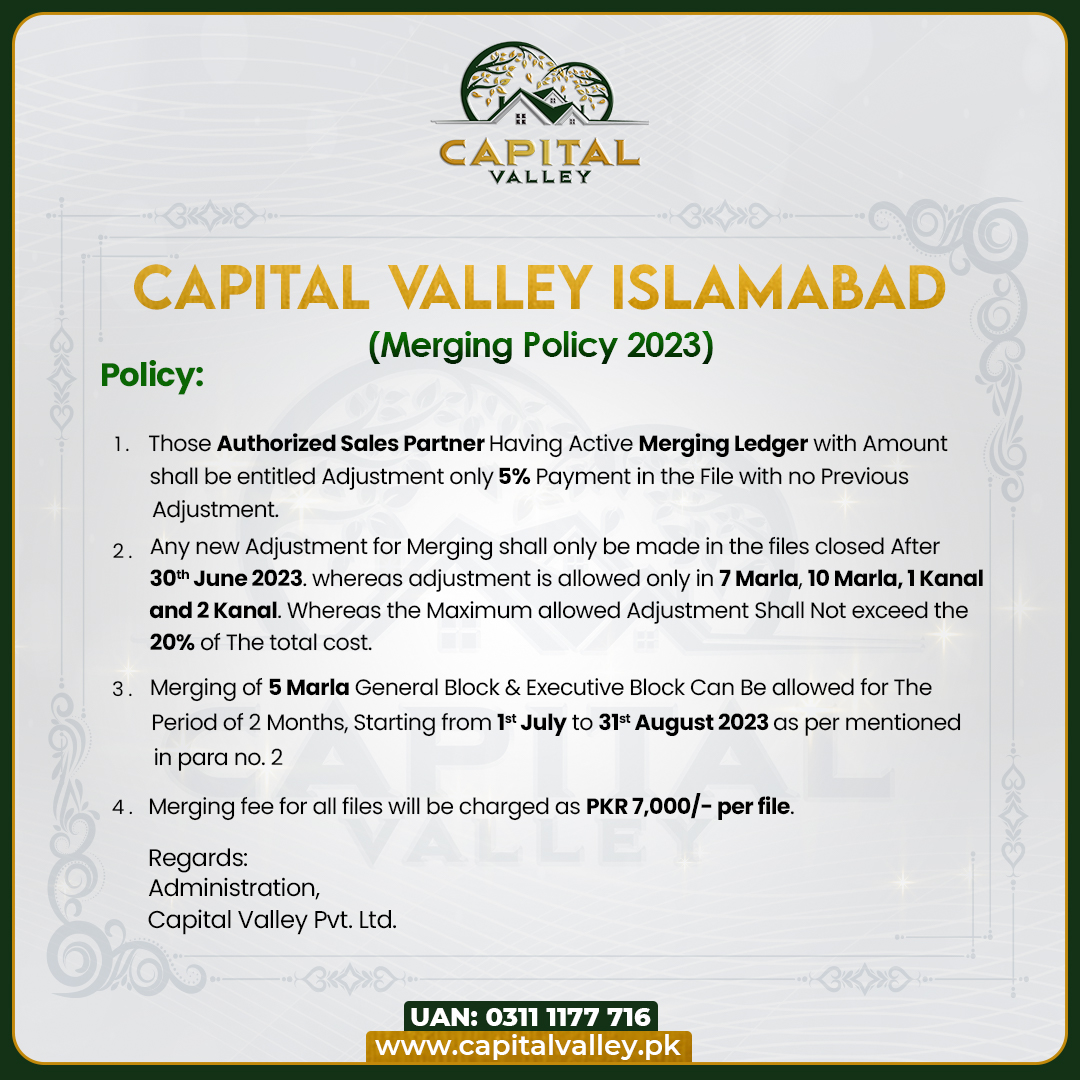 CAPITAL
VALLEY
CAPITAL VALLEY ISLAMABAD
(Merging Policy 2023)
Policy:
1. Those Authorized Sales Partner Having Active Merging Ledger with Amount
shall be entitled Adjustment only 5% Payment in the File with no Previous
Adjustment.
2. Any new Adjustment for Merging shall only be made in the files closed After
30th June 2023. whereas adjustment is allowed only in 7 Marla, 10 Marla, 1 Kanal
and 2 Kanal. Whereas the Maximum allowed Adjustment Shall Not exceed the
20% of The total cost.
3. Merging of 5 Marla General Block & Executive Block Can Be allowed for The
Period of 2 Months, Starting from 1st July to 31st August 2023 as per mentioned
in para no. 2
4. Merging fee for all files will be charged as PKR 7,000/- per file.
Regards:
Administration,
Capital Valley Pvt. Ltd.
CAPITAL
VALLEY
UAN: 0311 1177 716
www.capitalvalley.pk